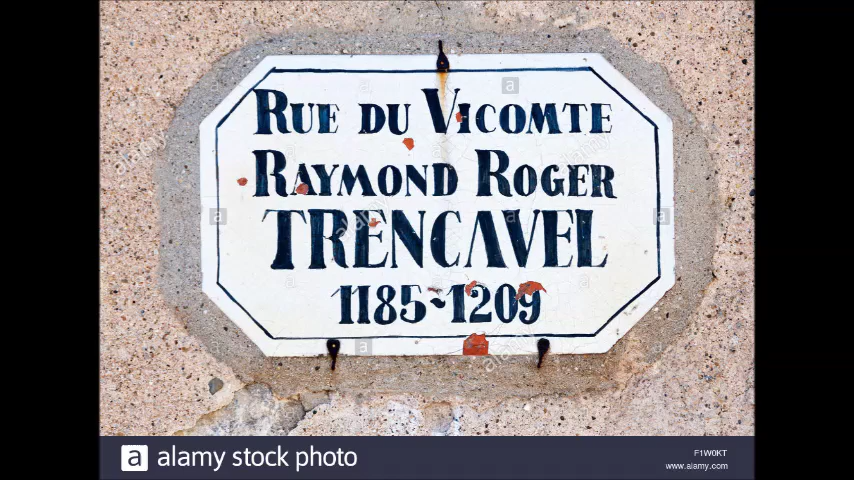 RUE DU VICOMTE
RAYMOND ROGER
TRENCAVEL
1185~1209
a alamy stock photo
F1W0KT
www.alamy.com